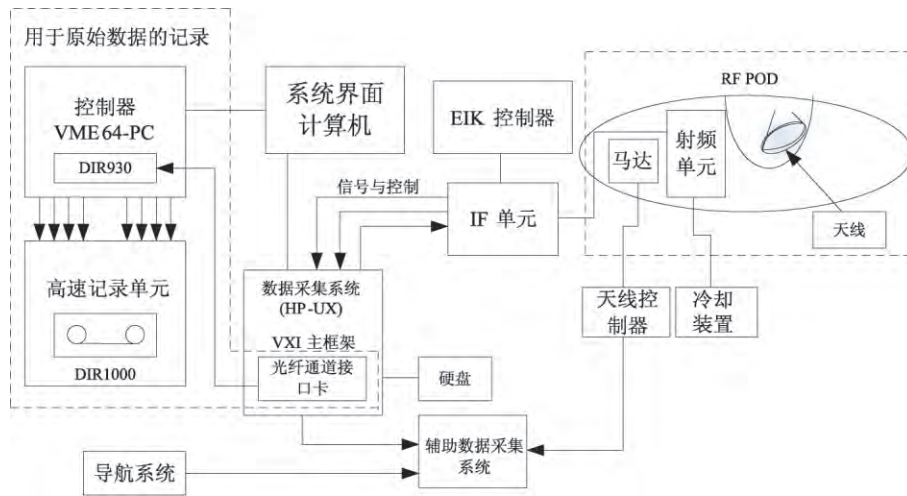 用于原始数据的记录
控制器
VME64-PC
DIR930
高速记录单元
DIR1000
系统界面
计算机
EIK 控制器
信号与控制
IF 单元
数据采集系统
(HP-UX)
VXI 主框架
光纤通道接
口卡
硬盘
导航系统
辅助数据采集
系统
RF POD
马达
射频
单元
天线
天线控
制器
冷却
装置